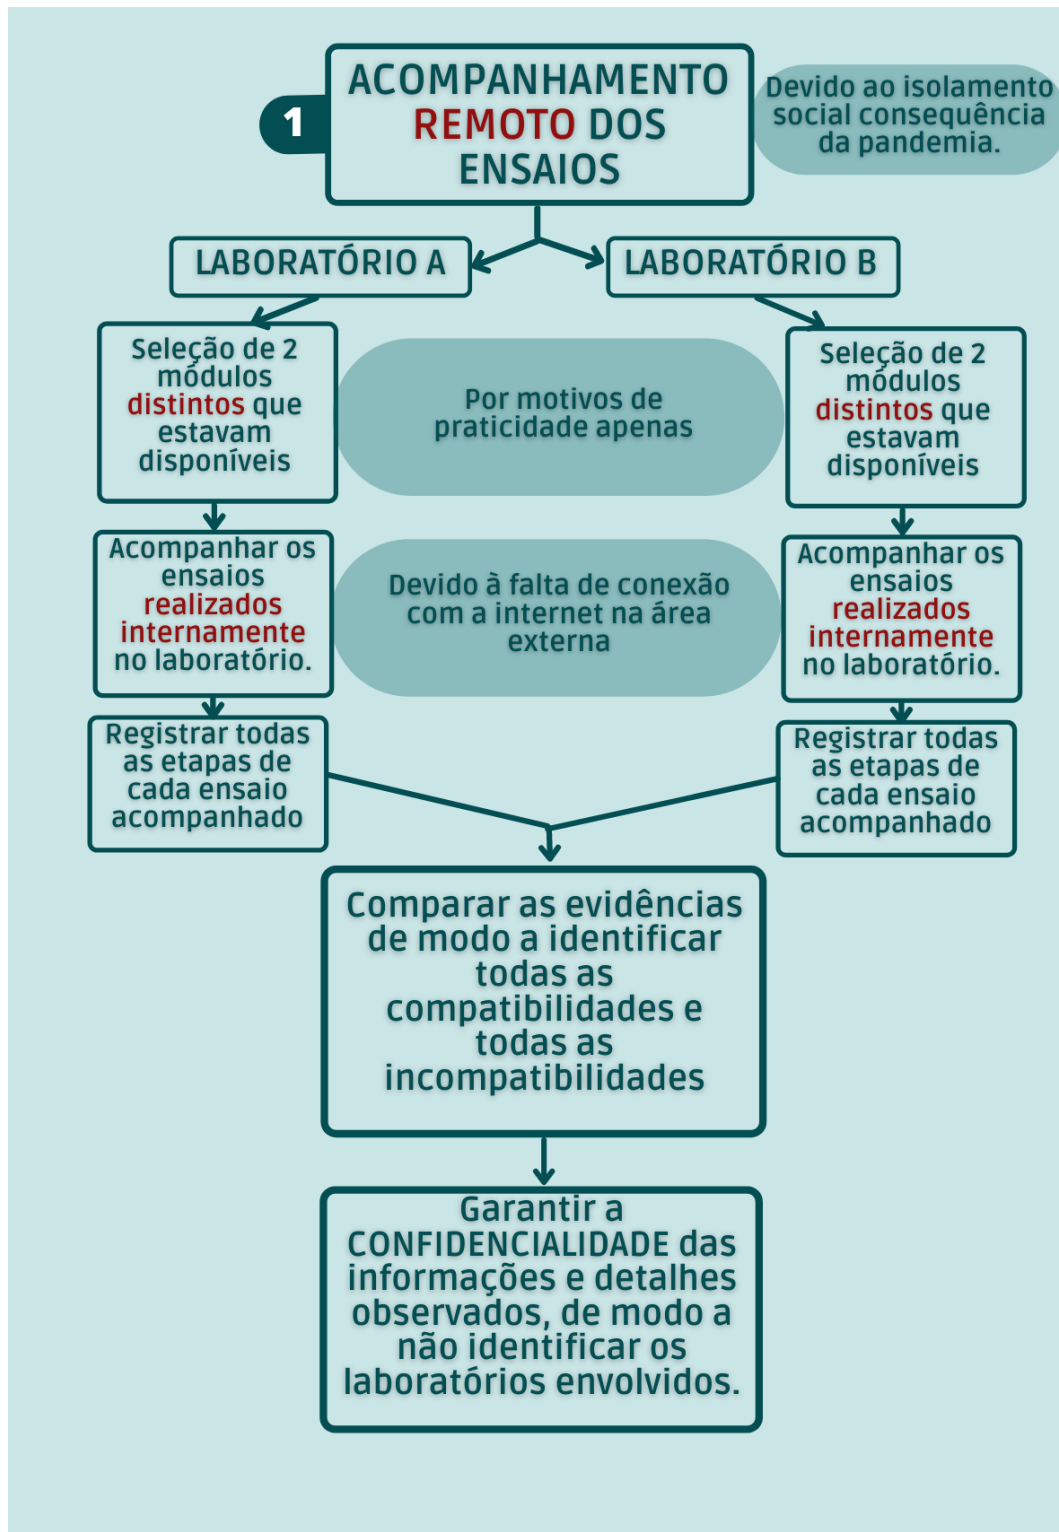 1
ACOMPANHAMENTO
REMOTO DOS
ENSAIOS
Devido ao isolamento
social consequência
da pandemia.
LABORATÓRIO A
LABORATÓRIO B
Seleção de 2
módulos
distintos que
estavam
disponíveis
Por motivos de
praticidade apenas
Seleção de 2
módulos
distintos que
estavam
disponíveis
Acompanhar os
ensaios
realizados
internamente
no laboratório.
Devido à falta de conexão
com a internet na área
externa
Acompanhar os
ensaios
realizados
internamente
no laboratório.
Registrar todas
as etapas de
cada ensaio
acompanhado
Registrar todas
as etapas de
cada ensaio
acompanhado
Comparar as evidências
de modo a identificar
todas as
compatibilidades e
todas as
incompatibilidades
Garantir a
CONFIDENCIALIDADE das
informações e detalhes
observados, de modo a
não identificar os
laboratórios envolvidos.